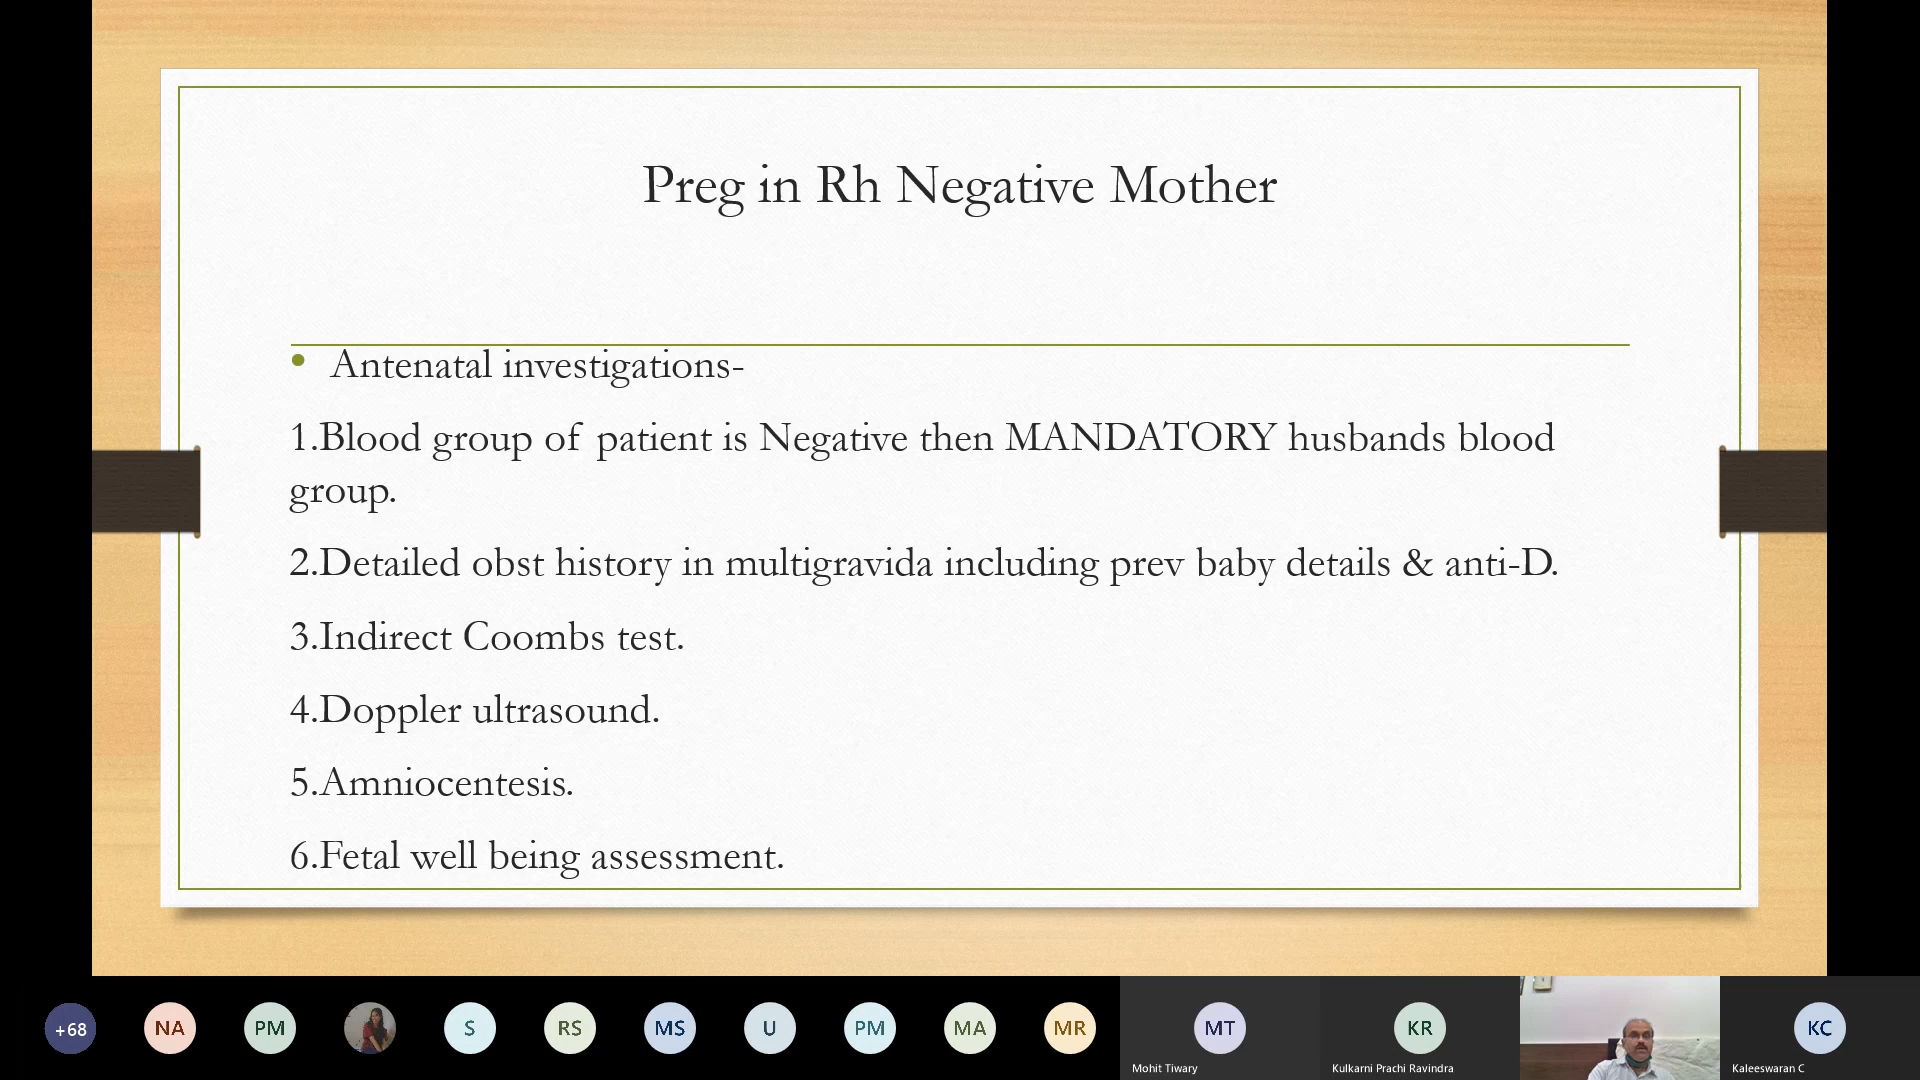 Preg in Rh Negative Mother
• Antenatal investigations-
1.Blood group of patient is Negative then MANDATORY husbands blood
group.
2.Detailed obst history in multigravida including prev baby details & anti-D.
3.Indirect Coombs test.
4.Doppler ultrasound.
5.Amniocentesis.
6.Fetal well being assessment.
+68 NA PM S RS MS U PM MA MR MT KR KC
Mohit Tiwary Kulkarni Prachi Ravindra Kaleeswaran C